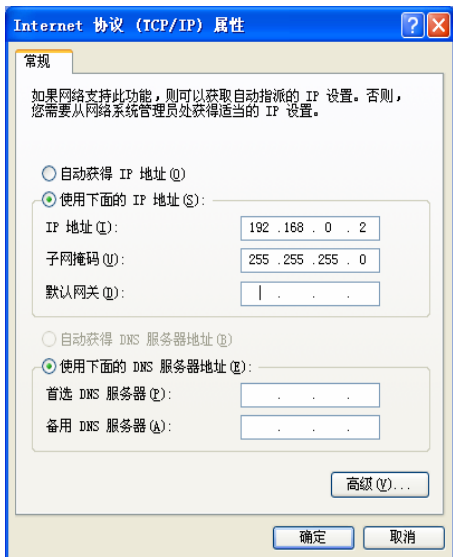 Internet 协议 (TCP/IP) 属性
常规
如果网络支持此功能，则可以获取自动指派的 IP 设置。否则，
您需要从网络系统管理员处获得适当的 IP 设置。
自动获得 IP 地址(O)
使用下面的 IP 地址(S):
IP 地址(I): 192 .168 . 0 . 2
子网掩码(U): 255 .255 .255 . 0
默认网关(D): . . .
自动获得 DNS 服务器地址(B)
使用下面的 DNS 服务器地址(E):
首选 DNS 服务器(P): . . .
备用 DNS 服务器(A): . . .
高级(V)...
确定 取消